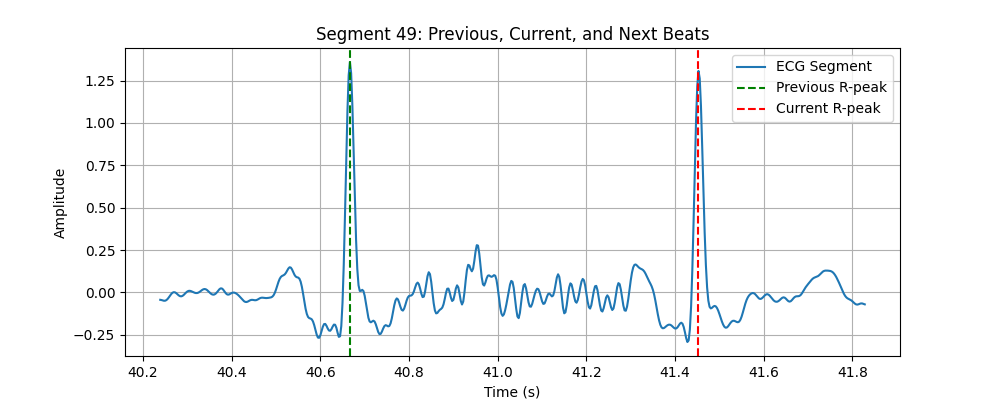 Segment 49: Previous, Current, and Next Beats
ECG Segment
Previous R-peak
Current R-peak
Amplitude
1.25
1.00
0.75
0.50
0.25
0.00
−0.25
40.2 40.4 40.6 40.8 41.0 41.2 41.4 41.6 41.8
Time (s)